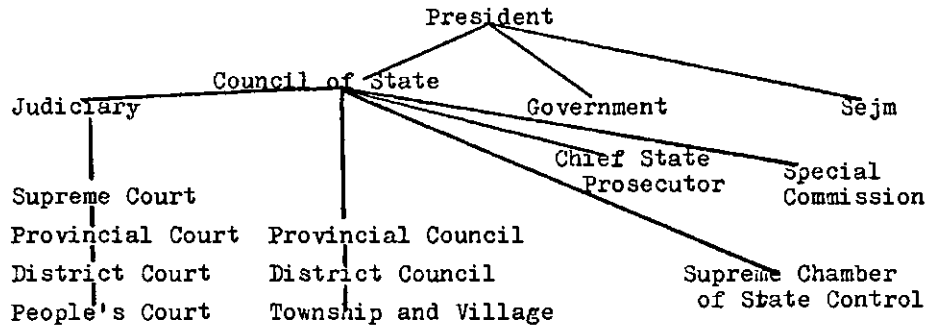 President
Council of State
Judiciary
Government
Sejm
Chief State
Prosecutor
Special
Commission
Supreme Court
Provincial Court
Provincial Council
District Court
District Council
Supreme Chamber
of State Control
People's Court
Township and Village